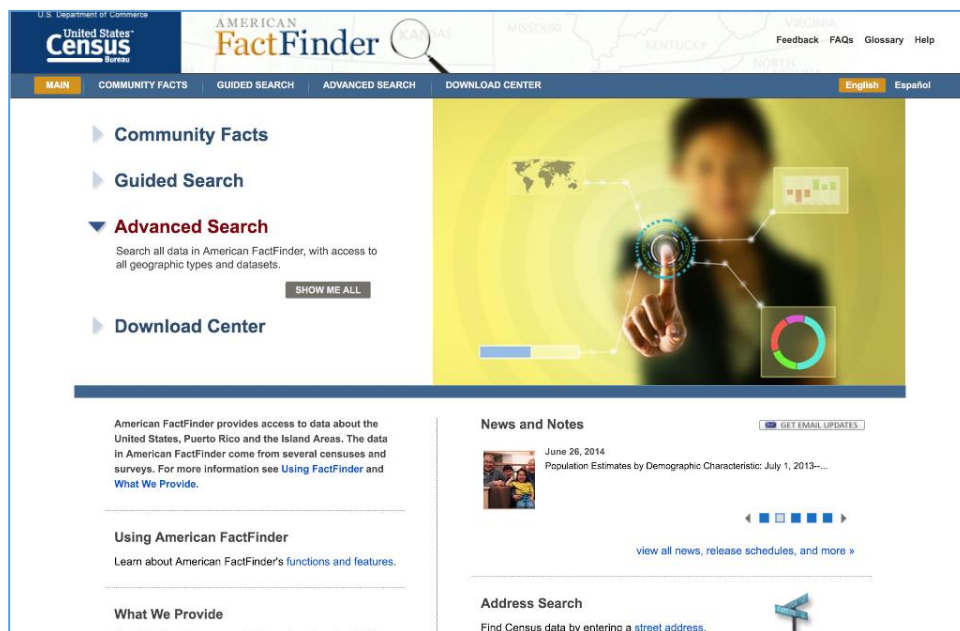 U.S. Department of Commerce
United States™
Census
Bureau
AMERICAN
FactFinder
KANSAS
MISSOURI
KENTUCKY
VIRGINIA
NORTH
Feedback FAQs Glossary Help
MAIN COMMUNITY FACTS GUIDED SEARCH ADVANCED SEARCH DOWNLOAD CENTER English Español
Community Facts
Guided Search
Advanced Search
Search all data in American FactFinder, with access to
all geographic types and datasets.
SHOW ME ALL
Download Center
American FactFinder provides access to data about the
United States, Puerto Rico and the Island Areas. The data
in American FactFinder come from several censuses and
surveys. For more information see Using FactFinder and
What We Provide.
Using American FactFinder
Learn about American FactFinder's functions and features.
What We Provide
News and Notes
GET EMAIL UPDATES
June 26, 2014
Population Estimates by Demographic Characteristic: July 1, 2013--...
view all news, release schedules, and more »
Address Search
Find Census data by entering a street address.